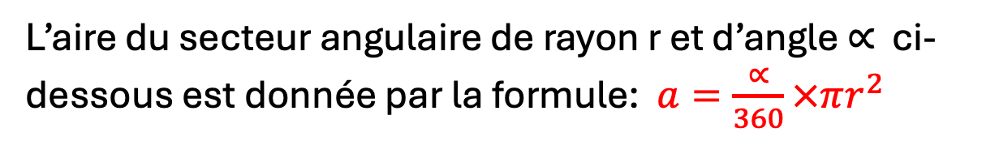 L’aire du secteur angulaire de rayon r et d’angle ∝ ci-
dessous est donnée par la formule: a = ∝/360 ×πr²